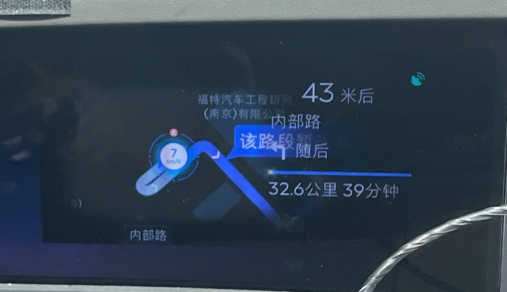 福特汽车工程研究
(南京)有限公
43 米后
内部路
该路段
随后
7
km/h
32.6公里 39分钟
内部路